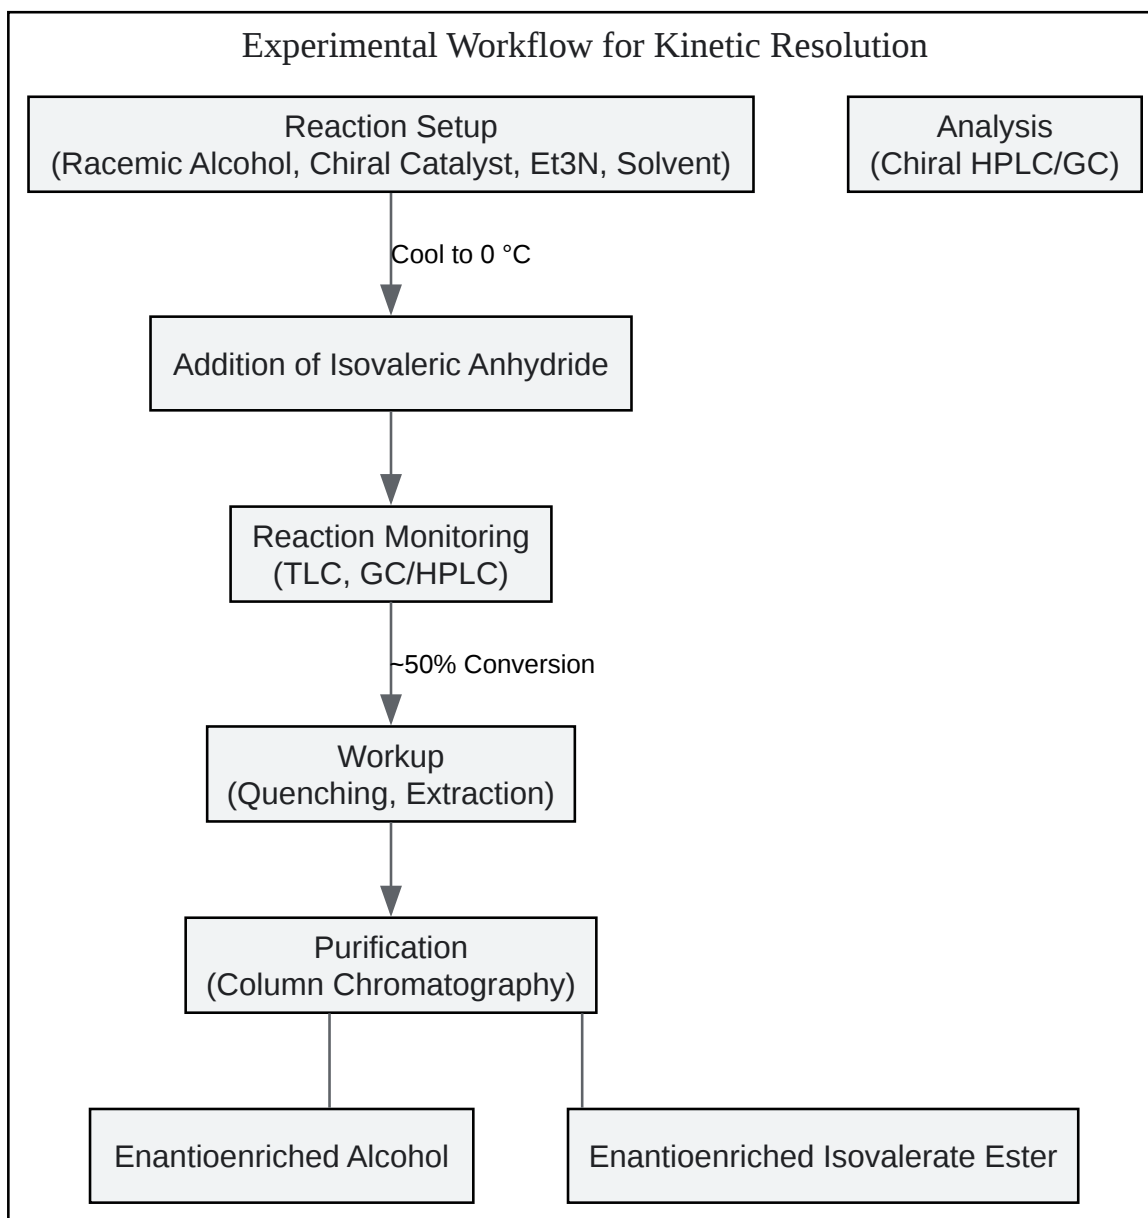 Experimental Workflow for Kinetic Resolution
Reaction Setup
(Racemic Alcohol, Chiral Catalyst, Et3N, Solvent)
Analysis
(Chiral HPLC/GC)
Cool to 0 °C
Addition of Isovaleric Anhydride
Reaction Monitoring
(TLC, GC/HPLC)
~50% Conversion
Workup
(Quenching, Extraction)
Purification
(Column Chromatography)
Enantioenriched Alcohol
Enantioenriched Isovalerate Ester